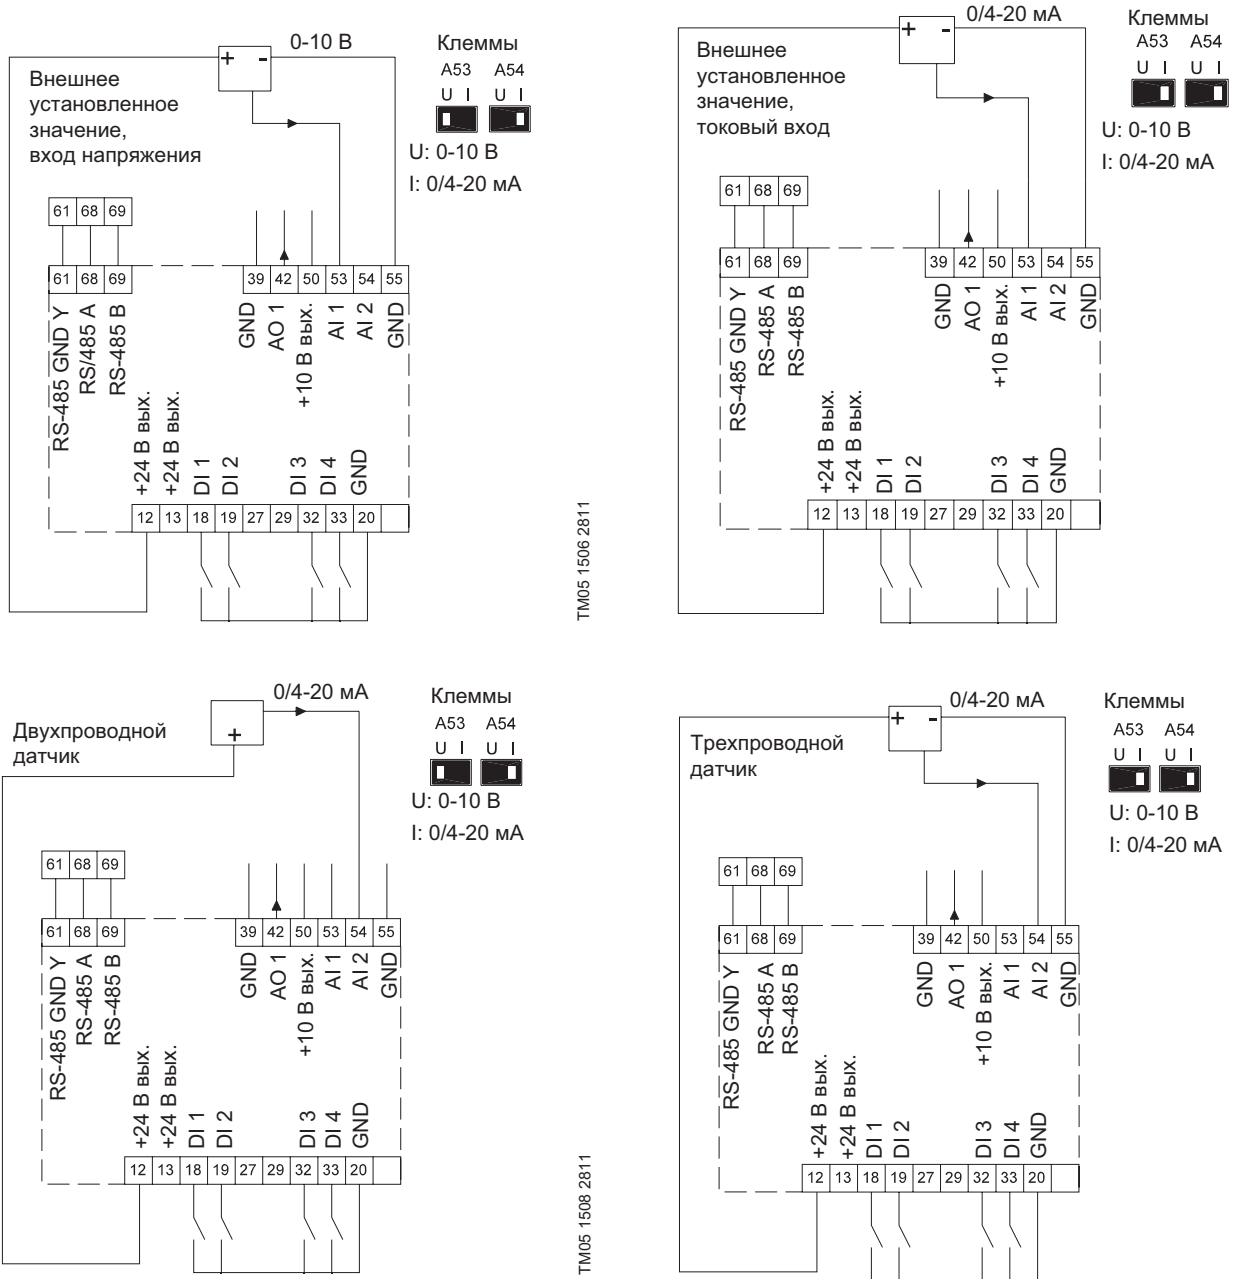 0-10 В
Клеммы
A53 A54
U I U I
U: 0-10 В
I: 0/4-20 мА
Внешнее
установленное
значение,
вход напряжения
+ -
61 68 69
61 68 69
39 42 50 53 54 55
RS-485 GND Y
RS/485 A
RS-485 B
GND
AO 1
+10 В вых.
AI 1
AI 2
GND
+24 В вых.
+24 В вых.
DI 1
DI 2
DI 3
DI 4
GND
12 13 18 19 27 29 32 33 20
TM05 1506 2811
0/4-20 мА
Клеммы
A53 A54
U I U I
U: 0-10 В
I: 0/4-20 мА
Внешнее
установленное
значение,
токовый вход
+ -
61 68 69
61 68 69
39 42 50 53 54 55
RS-485 GND Y
RS-485 A
RS-485 B
GND
AO 1
+10 В вых.
AI 1
AI 2
GND
+24 В вых.
+24 В вых.
DI 1
DI 2
DI 3
DI 4
GND
12 13 18 19 27 29 32 33 20
0/4-20 мА
Клеммы
A53 A54
U I U I
U: 0-10 В
I: 0/4-20 мА
Двухпроводной
датчик
+
61 68 69
61 68 69
39 42 50 53 54 55
RS-485 GND Y
RS-485 A
RS-485 B
GND
AO 1
+10 В вых.
AI 1
AI 2
GND
+24 В вых.
+24 В вых.
DI 1
DI 2
DI 3
DI 4
GND
12 13 18 19 27 29 32 33 20
TM05 1508 2811
0/4-20 мА
Клеммы
A53 A54
U I U I
U: 0-10 В
I: 0/4-20 мА
Трехпроводной
датчик
+ -
61 68 69
61 68 69
39 42 50 53 54 55
RS-485 GND Y
RS-485 A
RS-485 B
GND
AO 1
+10 В вых.
AI 1
AI 2
GND
+24 В вых.
+24 В вых.
DI 1
DI 2
DI 3
DI 4
GND
12 13 18 19 27 29 32 33 20